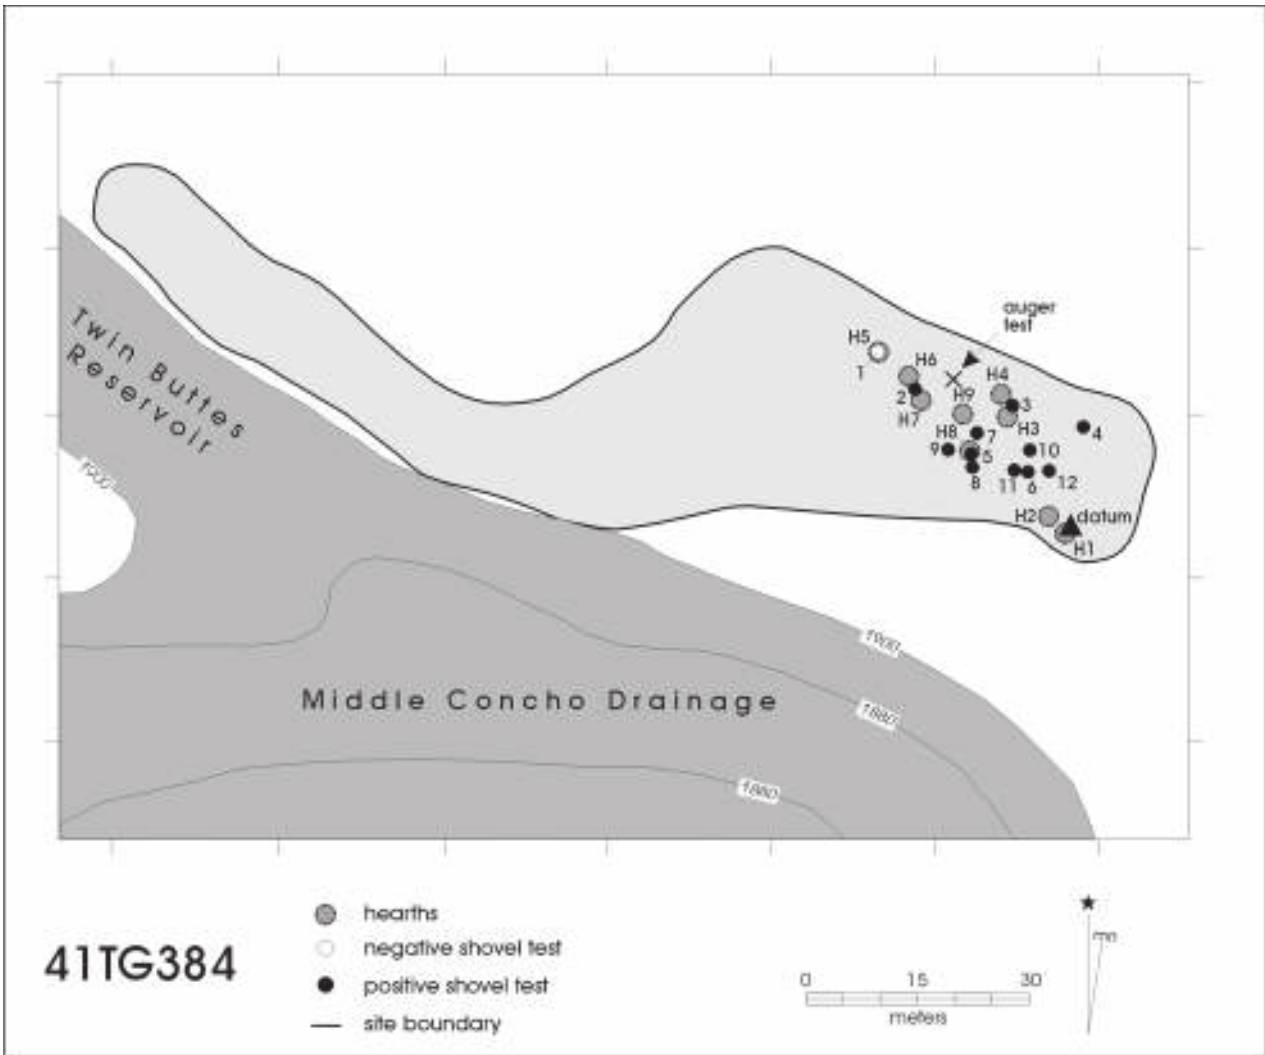 auger
test
H5
H6
1
H4
2
H9
3
H7
H3
H8
7
4
9
5
10
8
11
6
12
H2
datum
H1
Twin Buttes
Reservoir
1900
1900
Middle Concho Drainage
1880
1880
41TG384
hearths
negative shovel test
positive shovel test
site boundary
0 15 30
meters
mn